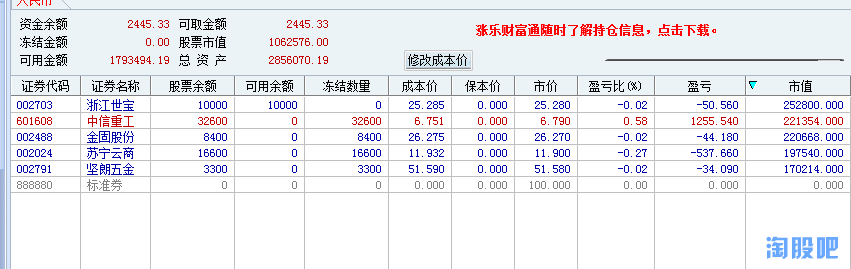 人民币
资金余额 2445.33 可取金额 2445.33
冻结金额 0.00 股票市值 1062576.00
可用金额 1793494.19 总 资 产 2856070.19
涨乐财富通随时了解持仓信息，点击下载。
修改成本价
证券代码 证券名称 股票余额 可用余额 冻结数量 成本价 保本价 市价 盈亏比(%) 盈亏 市值
002703 浙江世宝 10000 10000 0 25.285 0.000 25.280 -0.02 -50.560 252800.000
601608 中信重工 32600 0 32600 6.751 0.000 6.790 0.58 1255.540 221354.000
002488 金固股份 8400 0 8400 26.275 0.000 26.270 -0.02 -44.180 220668.000
002024 苏宁云商 16600 0 16600 11.932 0.000 11.900 -0.27 -537.660 197540.000
002791 坚朗五金 3300 0 3300 51.590 0.000 51.580 -0.02 -34.090 170214.000
888880 标准券 0 0 0 0.000 0.000 100.000 0.00 0.000 0.000
淘股吧